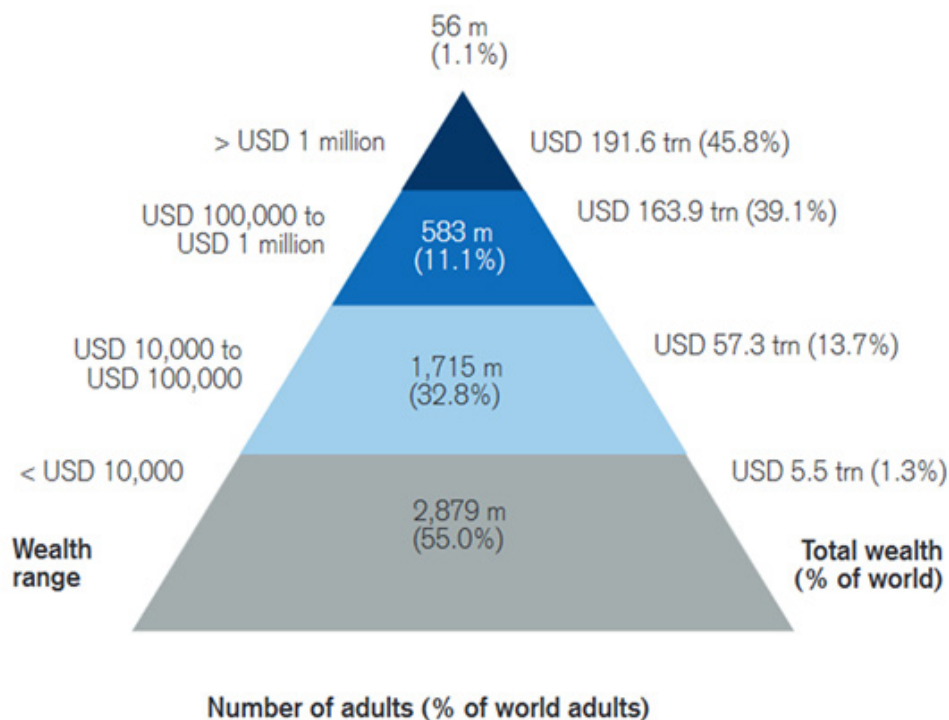 56 m
(1.1%)
> USD 1 million
USD 191.6 trn (45.8%)
USD 100,000 to
USD 1 million
583 m
(11.1%)
USD 163.9 trn (39.1%)
USD 10,000 to
USD 100,000
1,715 m
(32.8%)
USD 57.3 trn (13.7%)
< USD 10,000
2,879 m
(55.0%)
USD 5.5 trn (1.3%)
Wealth
range
Total wealth
(% of world)
Number of adults (% of world adults)